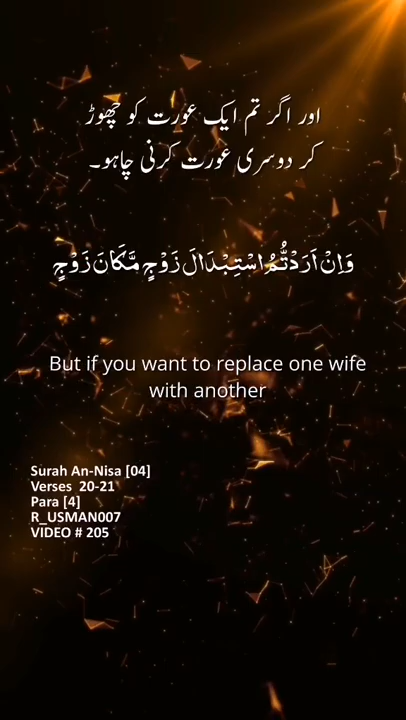 اور اگر تم ایک عورت کو چھوڑ
کر دوسری عورت کرنی چاہو۔
وَاِنْ اَرَدْتُّمُ اسْتِبْدَالَ زَوْجٍ مَّكَانَ زَوْجٍ
But if you want to replace one wife
with another
Surah An-Nisa [04]
Verses 20-21
Para [4]
R_USMAN007
VIDEO # 205